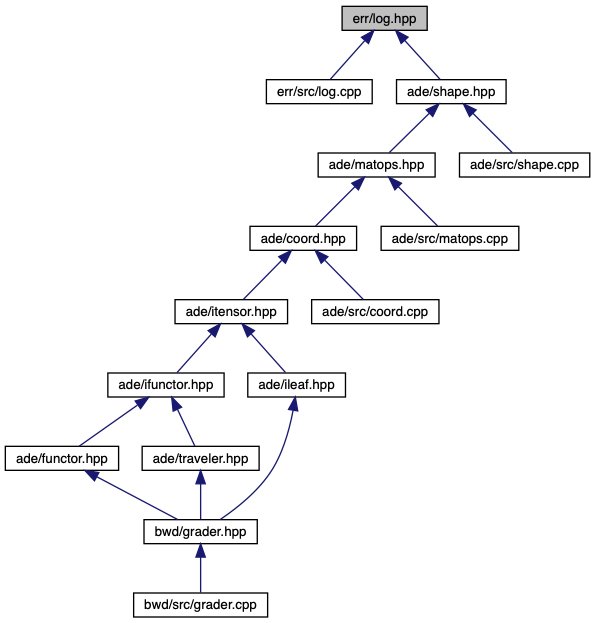 err/log.hpp
err/src/log.cpp
ade/shape.hpp
ade/matops.hpp
ade/src/shape.cpp
ade/coord.hpp
ade/src/matops.cpp
ade/itensor.hpp
ade/src/coord.cpp
ade/ifunctor.hpp
ade/ileaf.hpp
ade/functor.hpp
ade/traveler.hpp
bwd/grader.hpp
bwd/src/grader.cpp